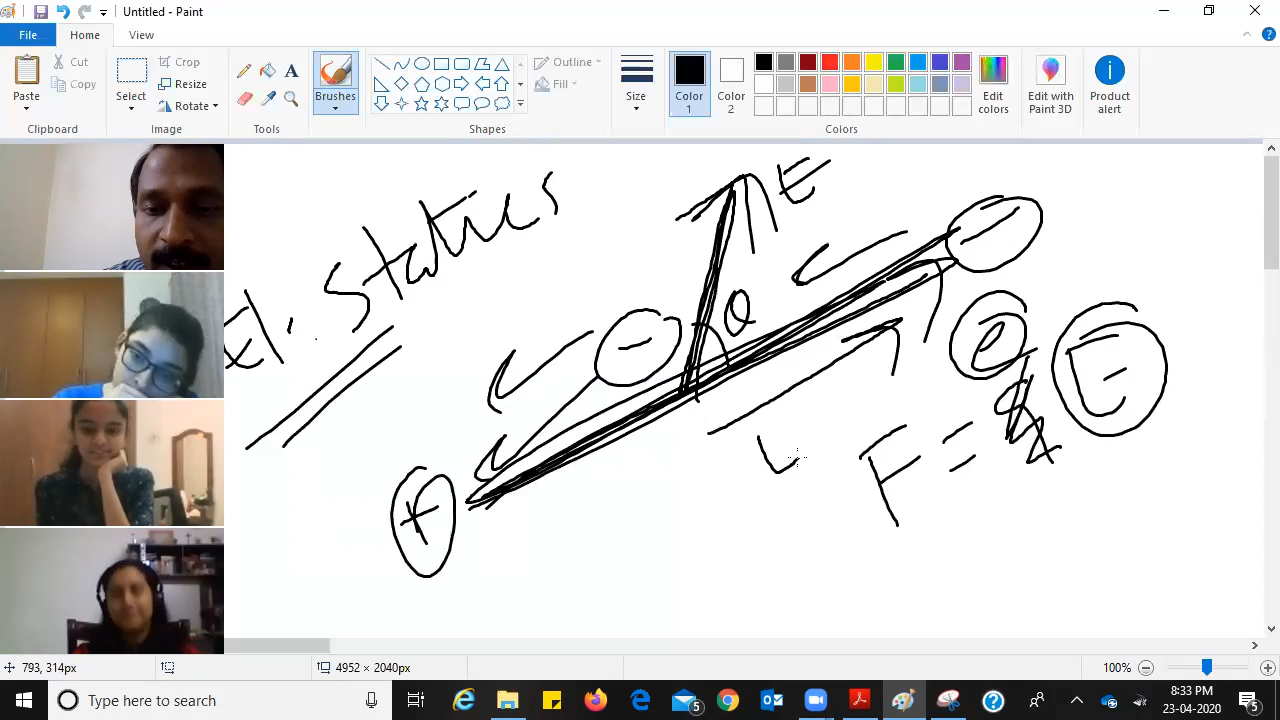 Untitled - Paint
File
Home
View
Paste
Cut
Copy
Clipboard
Select
Crop
Resize
Rotate
Image
Tools
Brushes
Shapes
Outline
Fill
Size
Color 1
Color 2
Edit colors
Colors
Edit with Paint 3D
Product alert
El. Statics
E
θ
-
-
+
e
E
F =
793, 314px
4952 × 2040px
100%
Type here to search
5
8:33 PM
23-04-2020
5